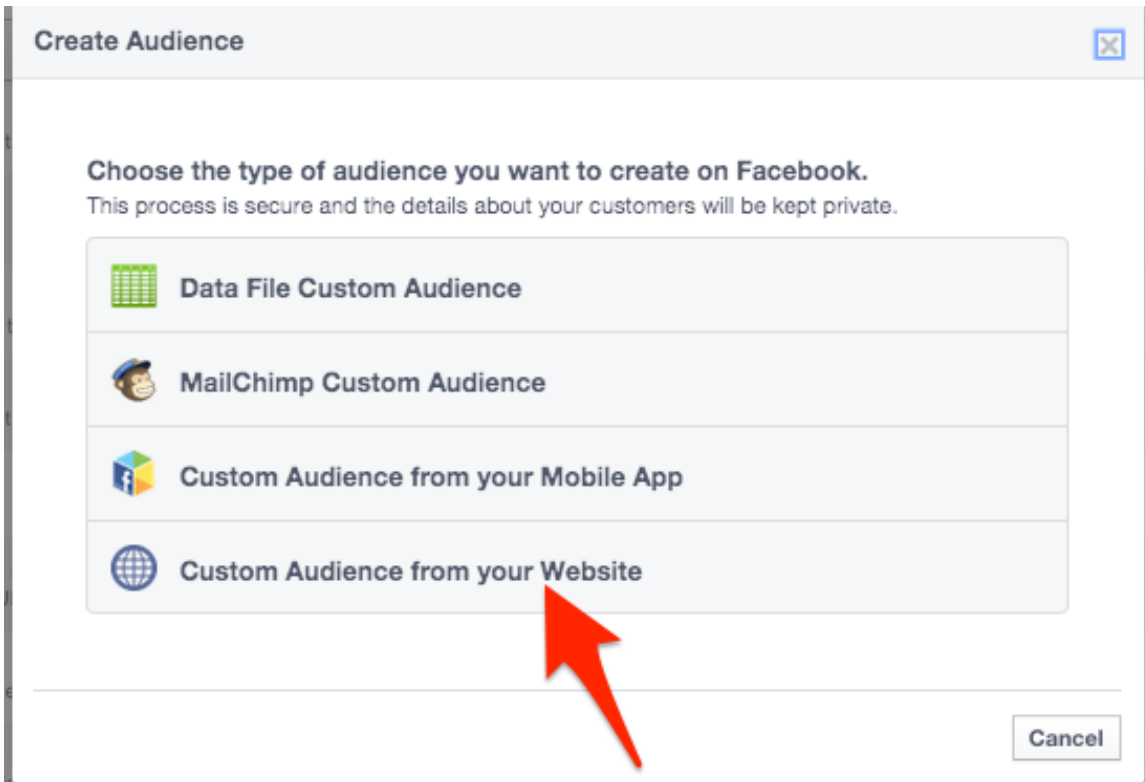 Create Audience
Choose the type of audience you want to create on Facebook.
This process is secure and the details about your customers will be kept private.
Data File Custom Audience
MailChimp Custom Audience
Custom Audience from your Mobile App
Custom Audience from your Website
Cancel